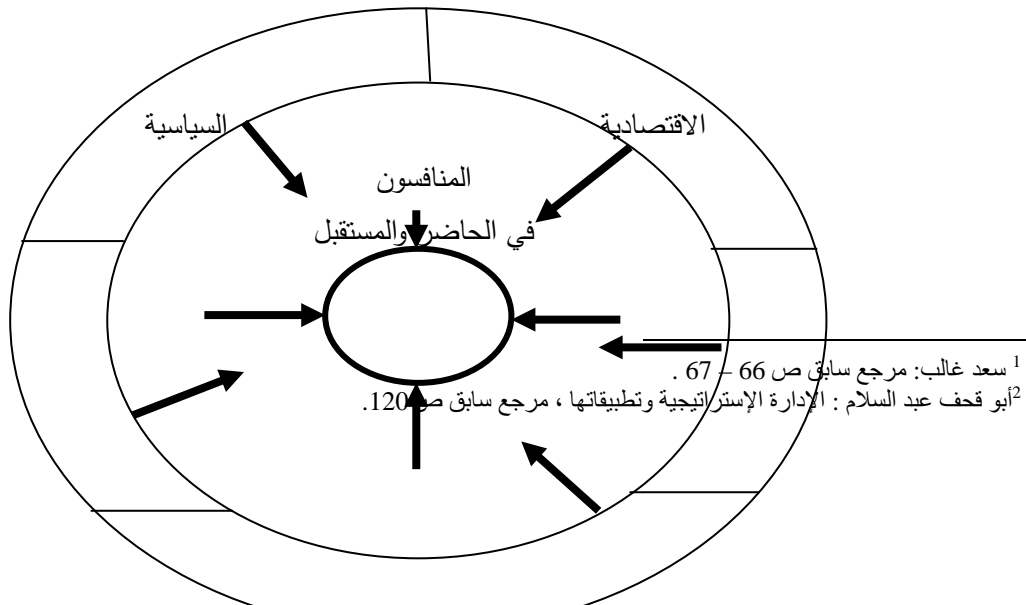 الاقتصادية
السياسية
المنافسون
في الحاضر والمستقبل
1 سعد غالب: مرجع سابق ص 66 – 67 .
2أبو قحف عبد السلام : الإدارة الإستراتيجية وتطبيقاتها ، مرجع سابق ص 120.